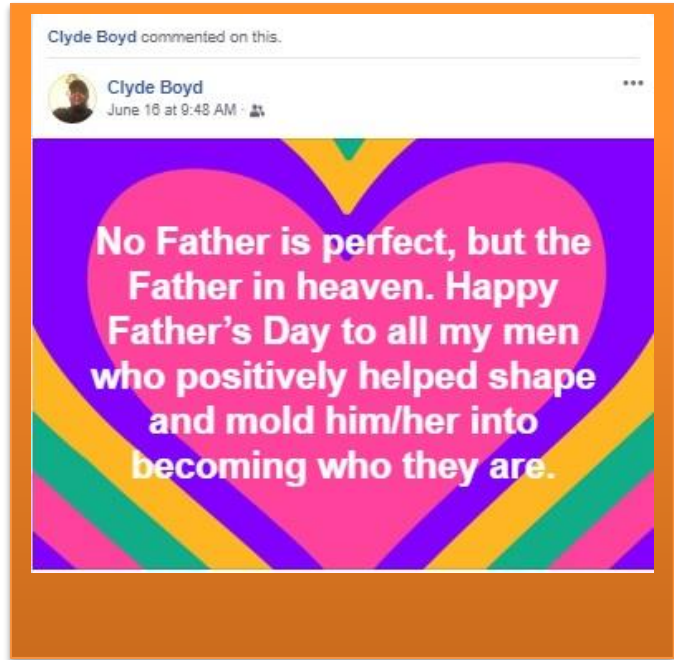 Clyde Boyd commented on this.
Clyde Boyd
June 16 at 9:48 AM ·
No Father is perfect, but the
Father in heaven. Happy
Father's Day to all my men
who positively helped shape
and mold him/her into
becoming who they are.